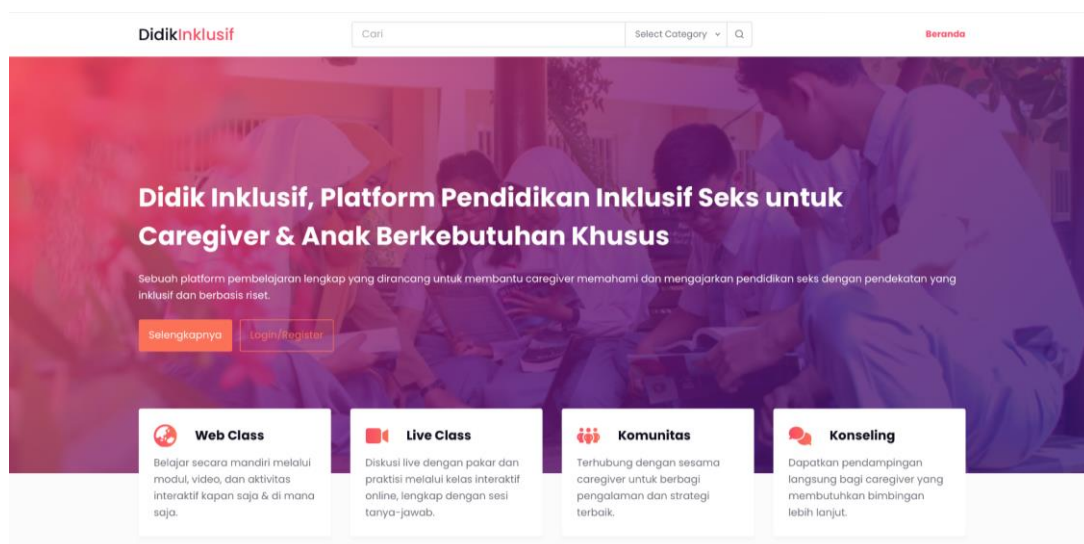 DidikInklusif
Cari
Select Category
Beranda
Didik Inklusif, Platform Pendidikan Inklusif Seks untuk
Caregiver & Anak Berkebutuhan Khusus
Sebuah platform pembelajaran lengkap yang dirancang untuk membantu caregiver memahami dan mengajarkan pendidikan seks dengan pendekatan yang
inklusif dan berbasis riset.
Selengkapnya
Login/Register
Web Class
Belajar secara mandiri melalui
modul, video, dan aktivitas
interaktif kapan saja & di mana
saja.
Live Class
Diskusi live dengan pakar dan
praktisi melalui kelas interaktif
online, lengkap dengan sesi
tanya-jawab.
Komunitas
Terhubung dengan sesama
caregiver untuk berbagi
pengalaman dan strategi
terbaik.
Konseling
Dapatkan pendampingan
langsung bagi caregiver yang
membutuhkan bimbingan
lebih lanjut.